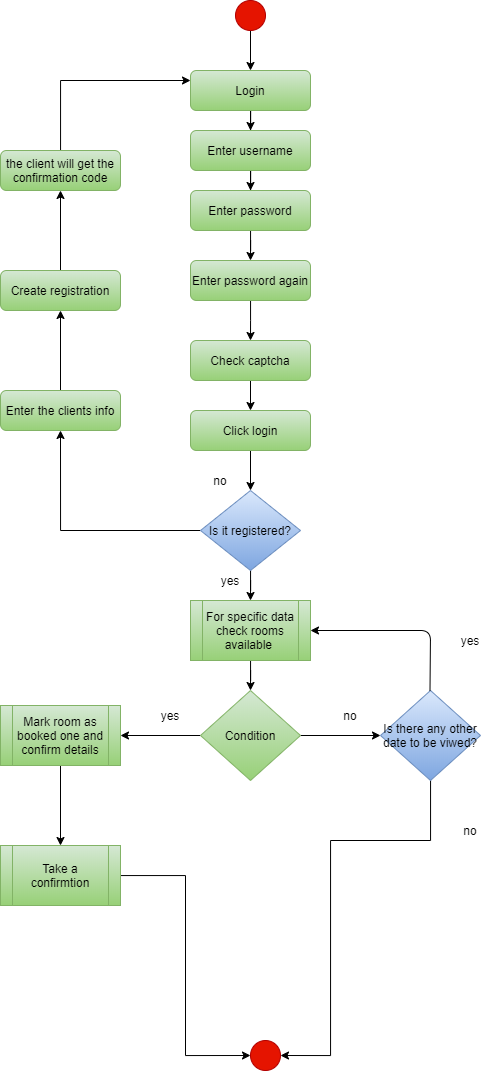 Login
Enter username
the client will get the
confirmation code
Enter password
Enter password again
Create registration
Check captcha
Enter the clients info
Click login
no
Is it registered?
yes
For specific data
check rooms
available
yes
yes
no
Mark room as
booked one and
confirm details
Condition
Is there any other
date to be viwed?
no
Take a
confirmtion